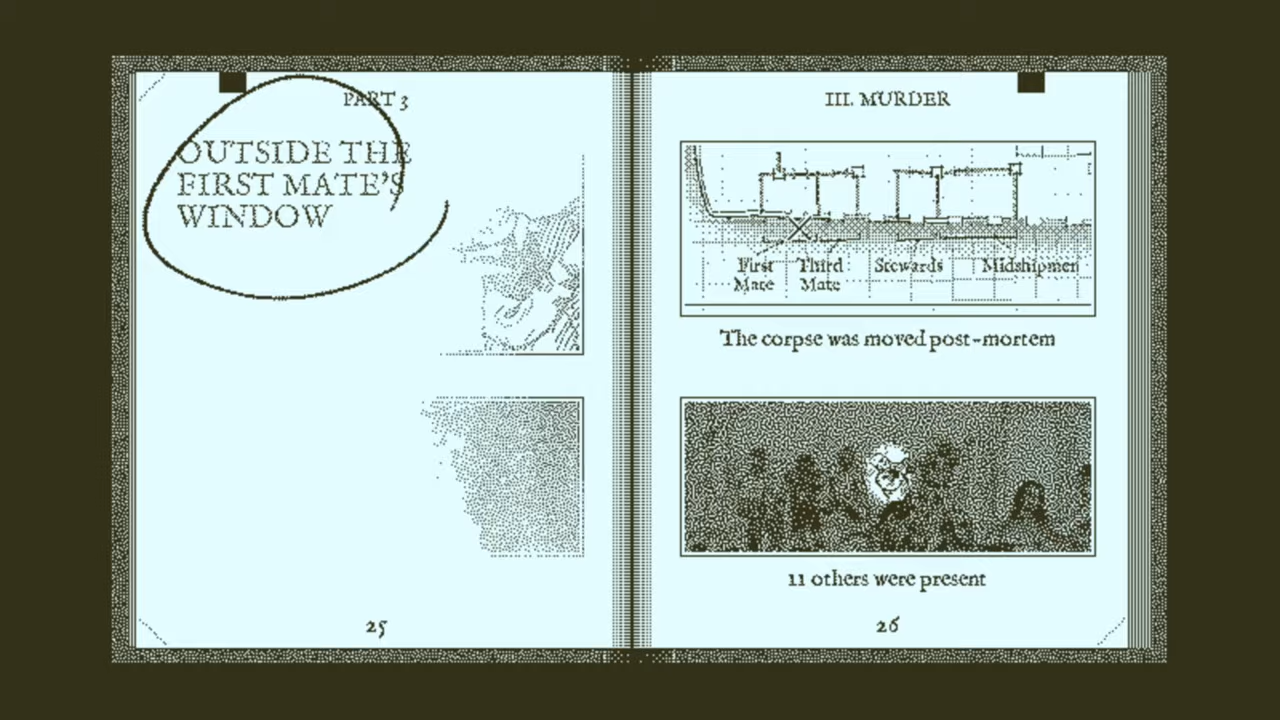 PART 3
OUTSIDE THE
FIRST MATE'S
WINDOW
25
III. MURDER
First Mate
Third Mate
Stewards
Midshipmen
The corpse was moved post-mortem
11 others were present
26